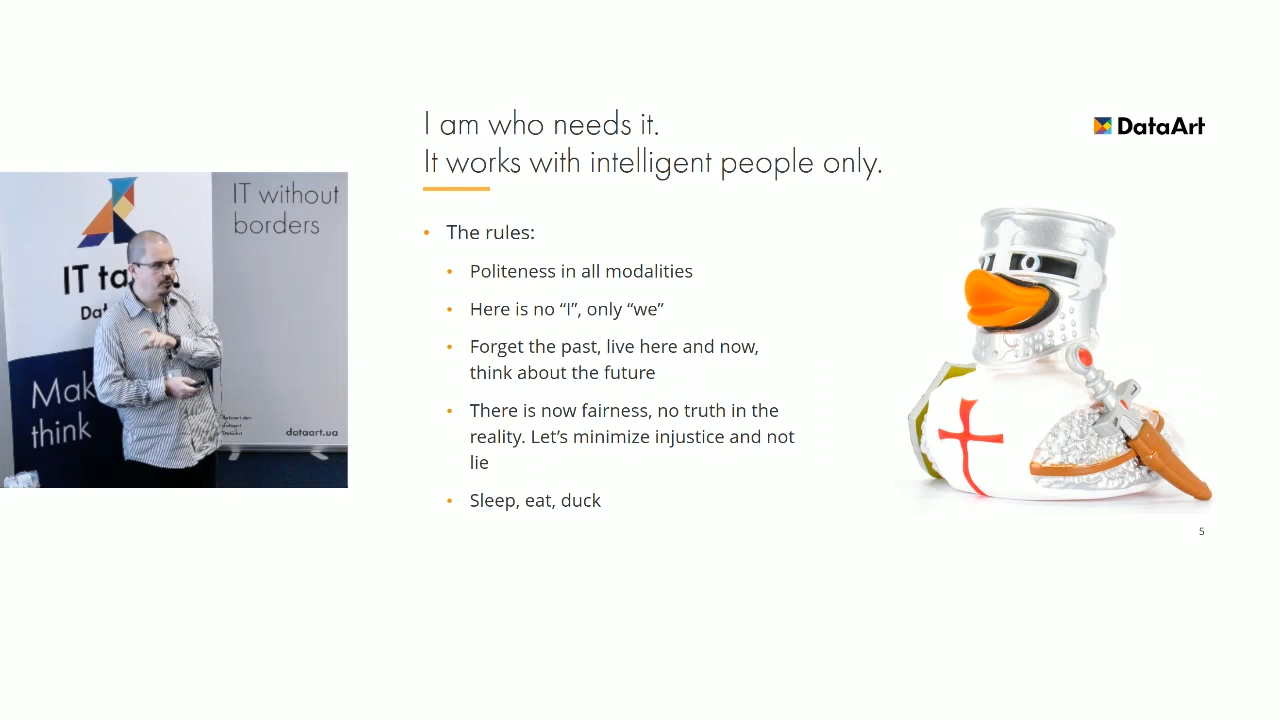 I am who needs it.
It works with intelligent people only.
DataArt
• The rules:
• Politeness in all modalities
• Here is no “I”, only “we”
• Forget the past, live here and now,
think about the future
• There is now fairness, no truth in the
reality. Let’s minimize injustice and not
lie
• Sleep, eat, duck
5
IT without
borders
IT ta
Dat
Mak
think
dataart.ua